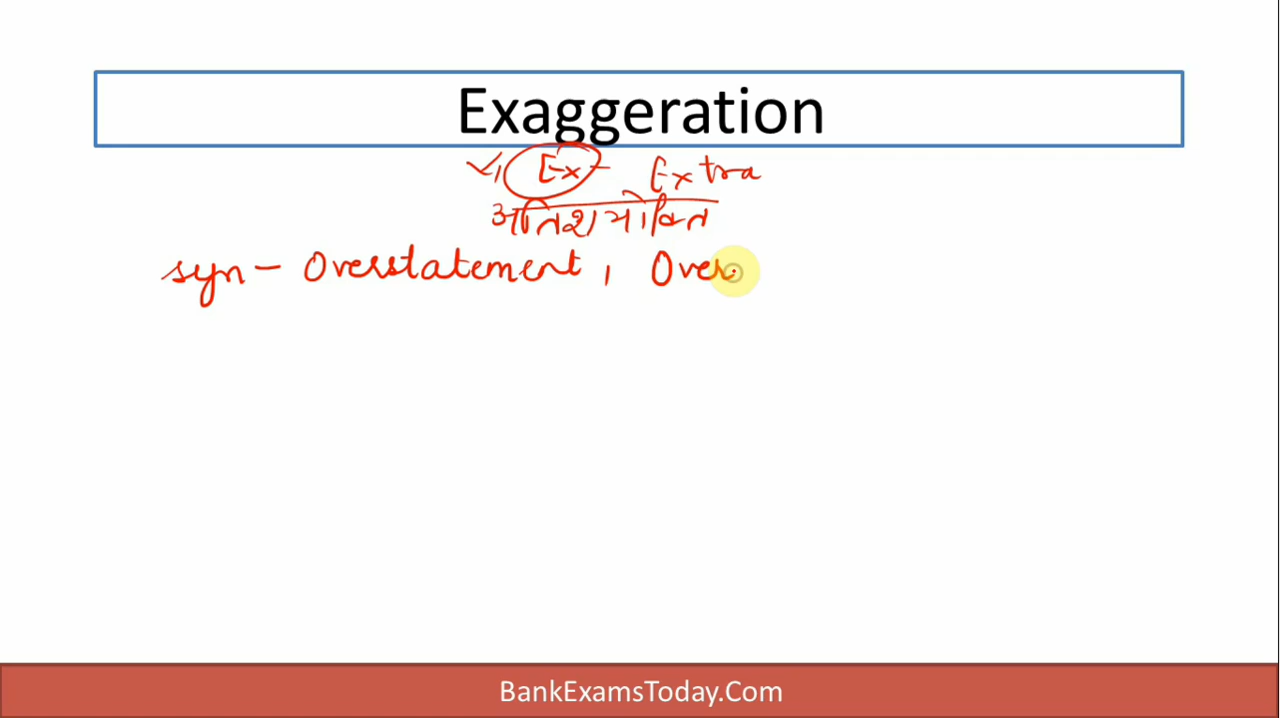 Exaggeration
Ex - Extra
अतिशयोक्ति
syn - Overstatement, Over
BankExamsToday.Com